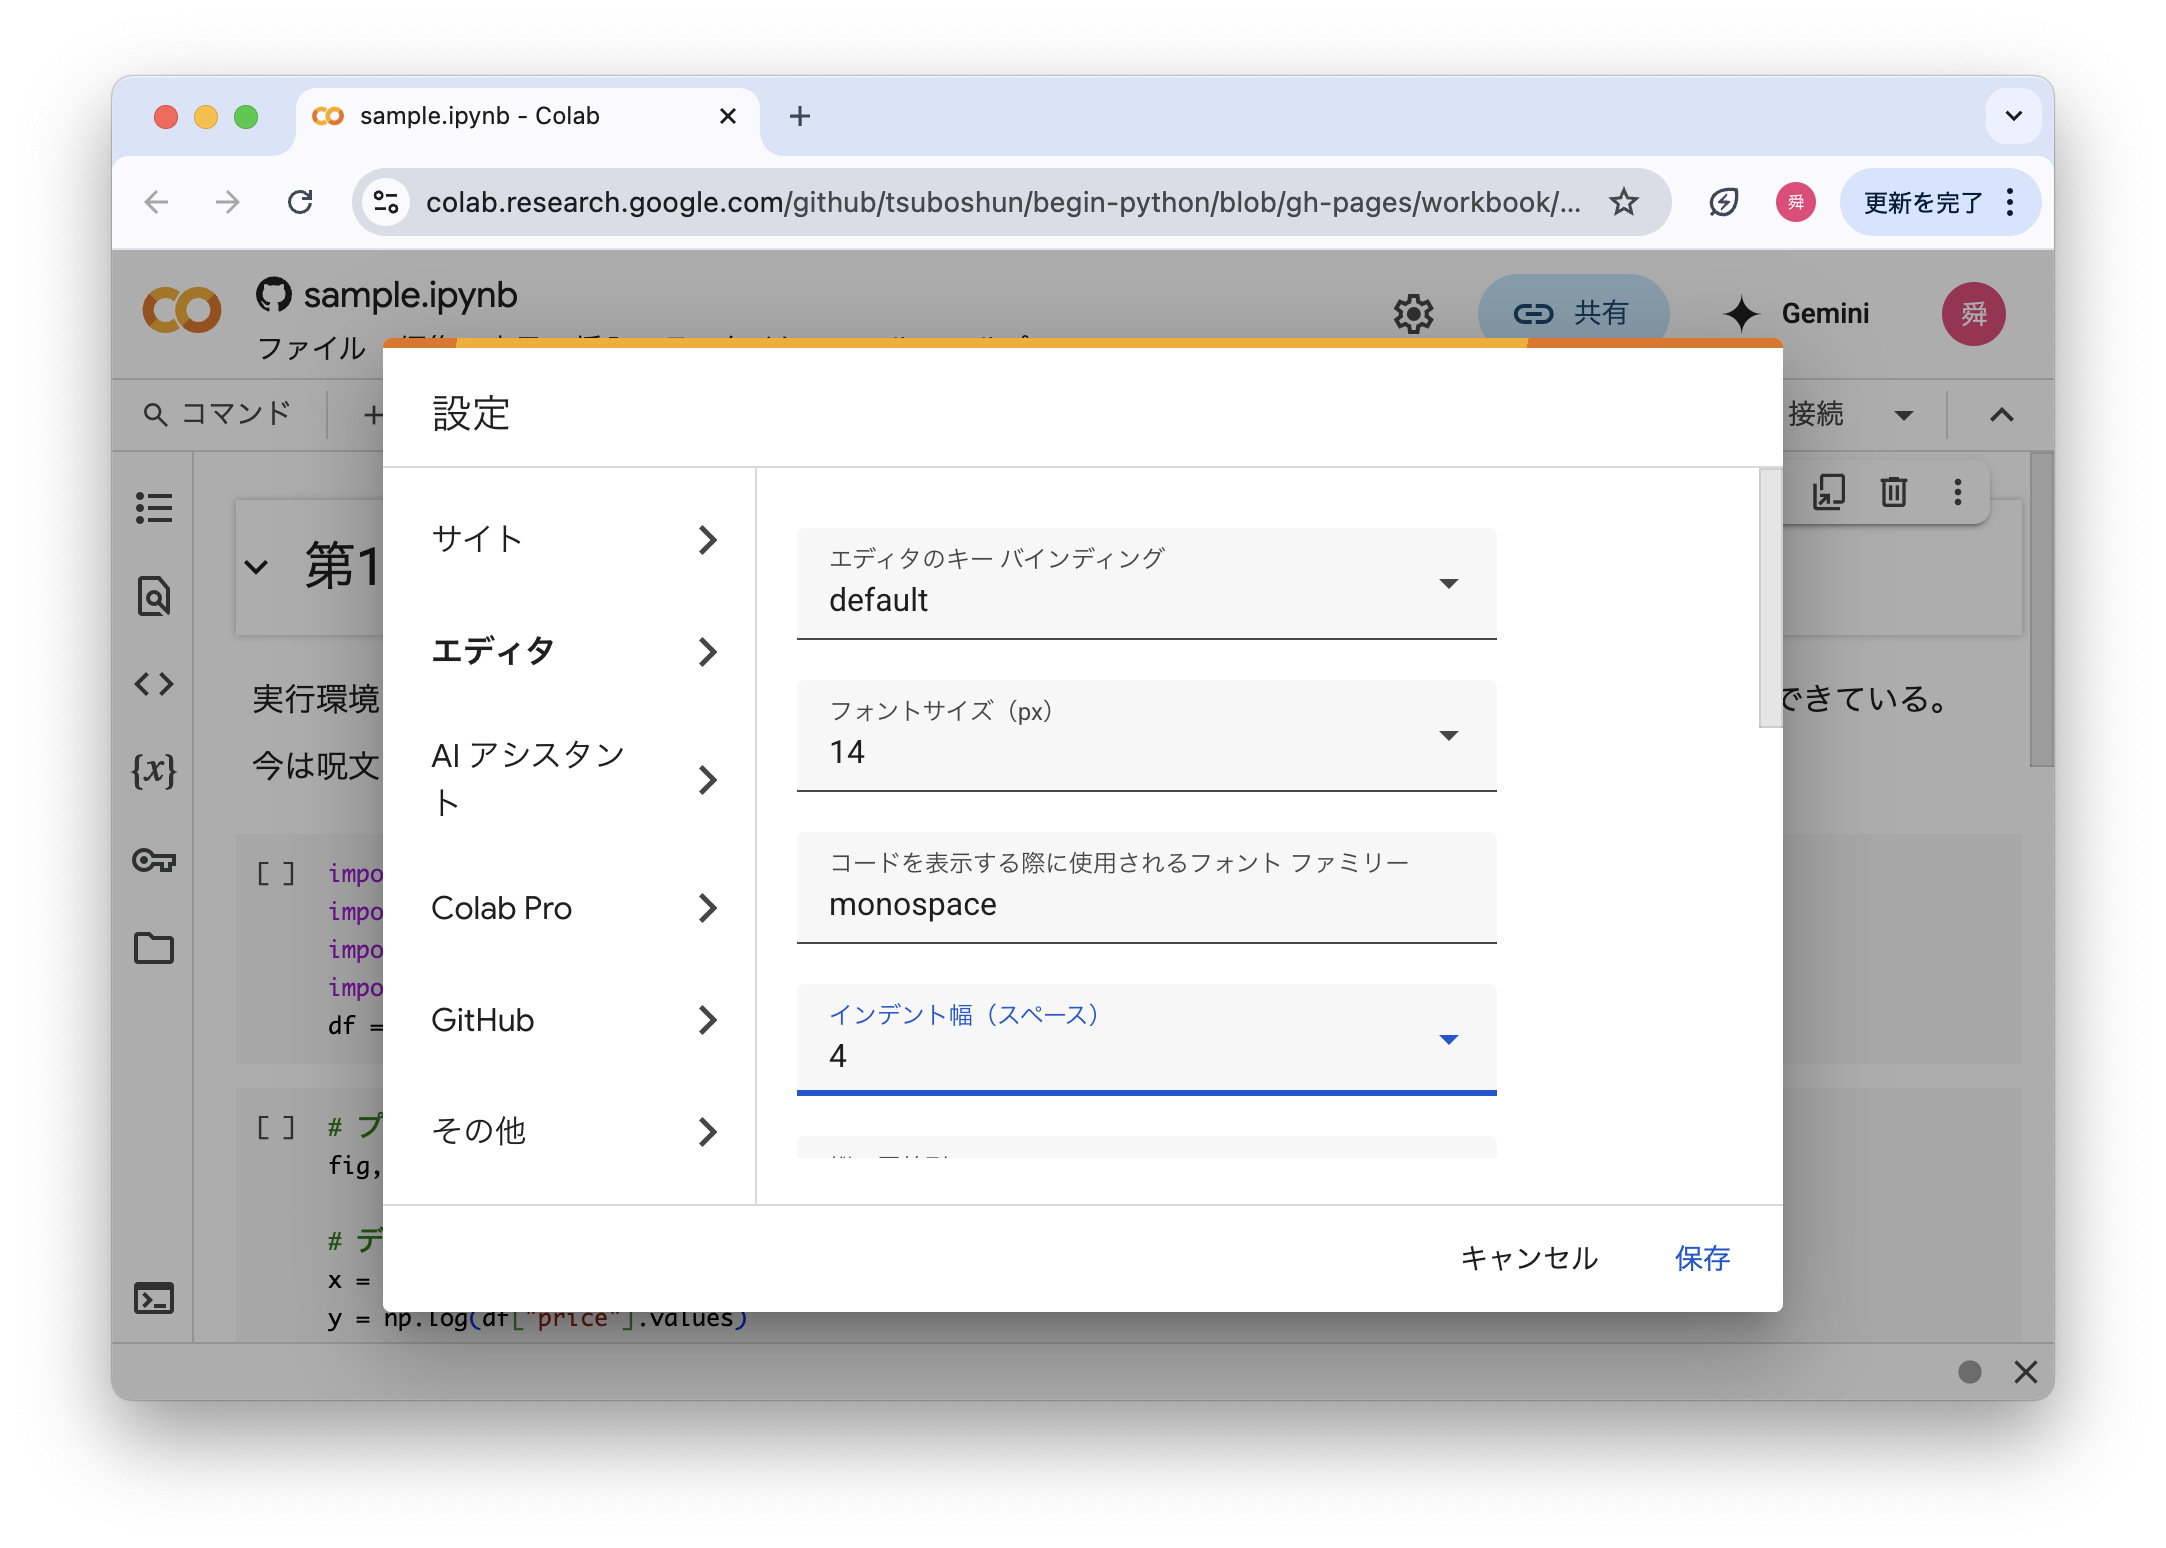 sample.ipynb - Colab
colab.research.google.com/github/tsuboshun/begin-python/blob/gh-pages/workbook/...
舜
更新を完了
sample.ipynb
共有
Gemini
舜
ファイル
コマンド
接続
設定
サイト
エディタ
AI アシスタン
ト
Colab Pro
GitHub
その他
エディタのキー バインディング
default
フォントサイズ（px）
14
コードを表示する際に使用されるフォント ファミリー
monospace
インデント幅（スペース）
4
キャンセル
保存
第1
実行環境
できている。
今は呪文
[ ]
impo
impo
impo
impo
df =
[ ]
# プ
fig,
# デ
x =
y = np.log(df["price"].values)
{x}